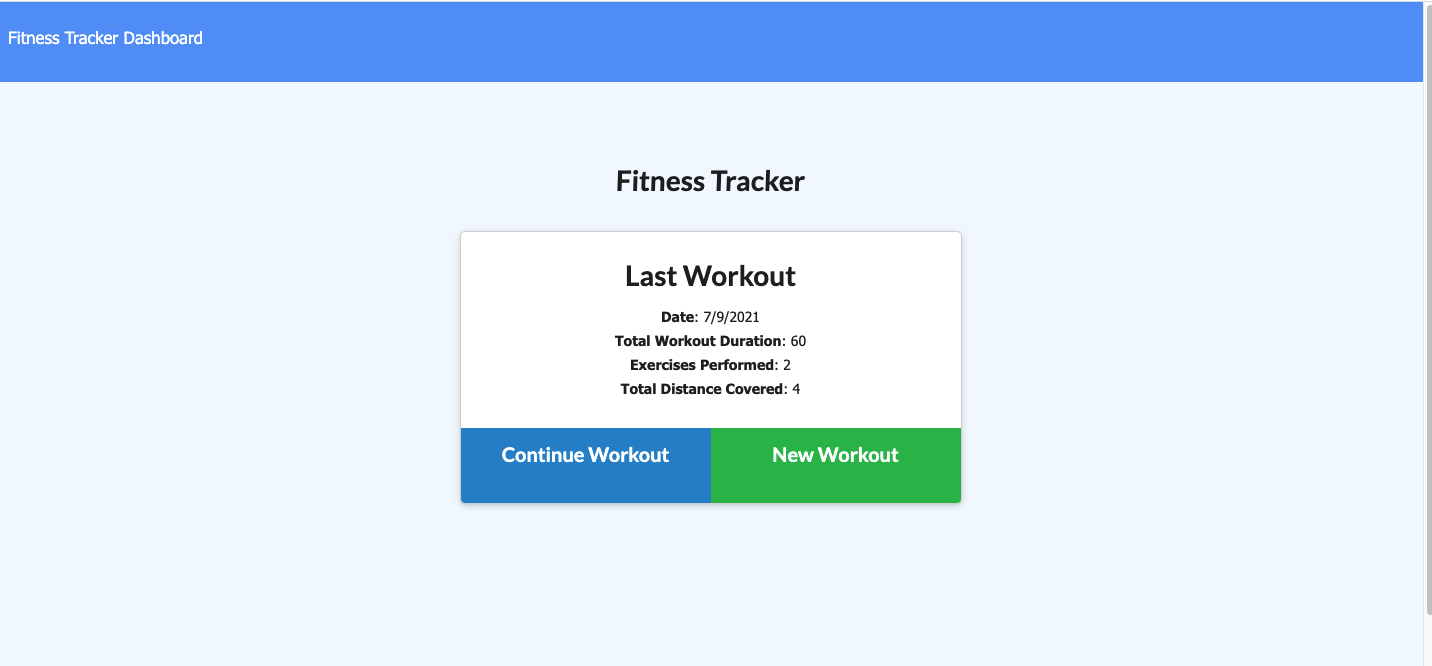 Fitness Tracker Dashboard
Fitness Tracker
Last Workout
Date: 7/9/2021
Total Workout Duration: 60
Exercises Performed: 2
Total Distance Covered: 4
Continue Workout New Workout